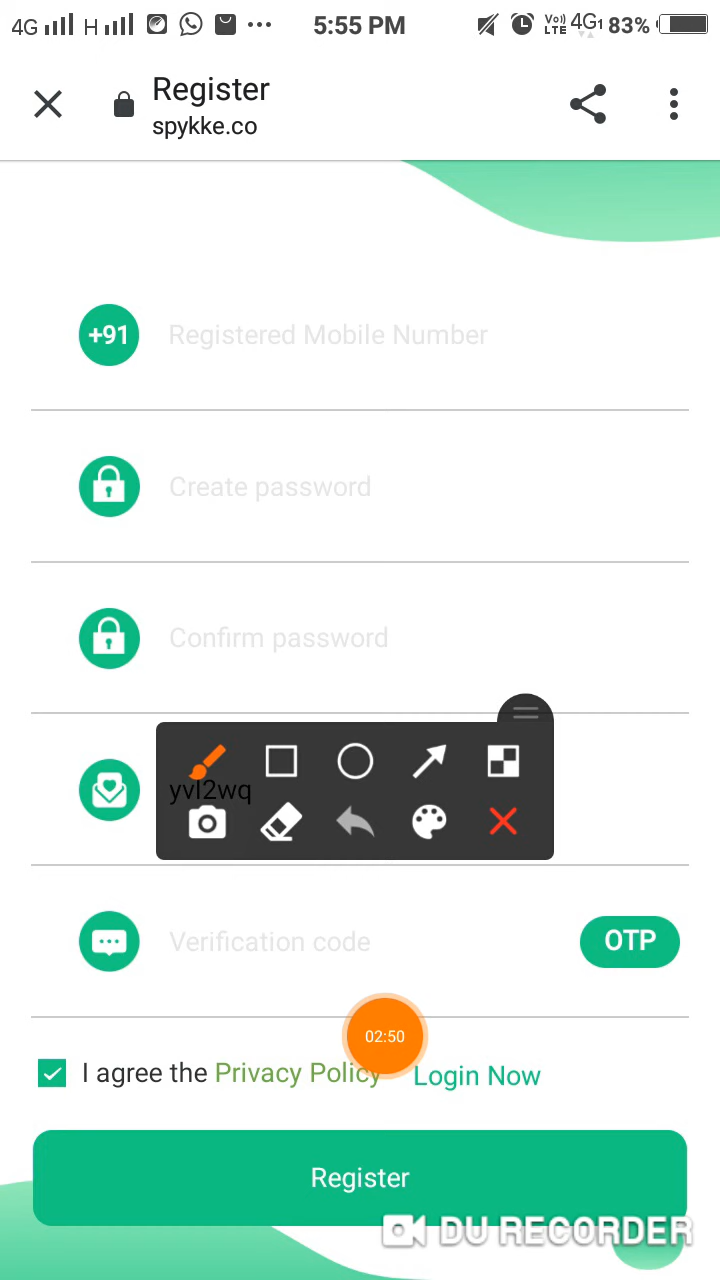 4G H 5:55 PM Vo) LTE 4G1 83%
Register
spykke.co
+91 Registered Mobile Number
Create password
Confirm password
yvl2wq
Verification code OTP
02:50
I agree the Privacy Policy Login Now
Register
DU RECORDER